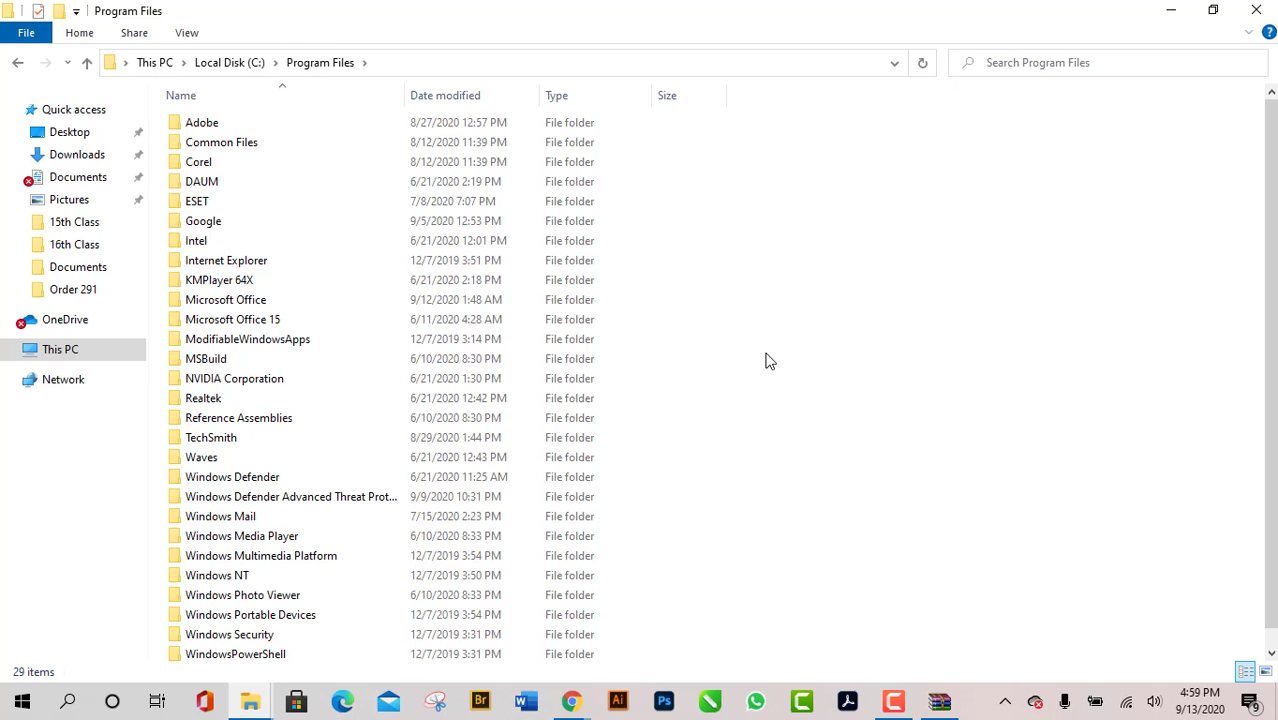 Program Files
File Home Share View
This PC Local Disk (C:) Program Files
Search Program Files
Name Date modified Type Size
Quick access
Desktop
Downloads
Documents
Pictures
15th Class
16th Class
Documents
Order 291
OneDrive
This PC
Network
Adobe 8/27/2020 12:57 PM File folder
Common Files 8/12/2020 11:39 PM File folder
Corel 8/12/2020 11:39 PM File folder
DAUM 6/21/2020 2:19 PM File folder
ESET 7/8/2020 7:07 PM File folder
Google 9/5/2020 12:53 PM File folder
Intel 6/21/2020 12:01 PM File folder
Internet Explorer 12/7/2019 3:51 PM File folder
KMPlayer 64X 6/21/2020 2:18 PM File folder
Microsoft Office 9/12/2020 1:48 AM File folder
Microsoft Office 15 6/11/2020 4:28 AM File folder
ModifiableWindowsApps 12/7/2019 3:14 PM File folder
MSBuild 6/10/2020 8:30 PM File folder
NVIDIA Corporation 6/21/2020 1:30 PM File folder
Realtek 6/21/2020 12:42 PM File folder
Reference Assemblies 6/10/2020 8:30 PM File folder
TechSmith 8/29/2020 1:44 PM File folder
Waves 6/21/2020 12:43 PM File folder
Windows Defender 6/21/2020 11:25 AM File folder
Windows Defender Advanced Threat Prot... 9/9/2020 10:31 PM File folder
Windows Mail 7/15/2020 2:23 PM File folder
Windows Media Player 6/10/2020 8:33 PM File folder
Windows Multimedia Platform 12/7/2019 3:54 PM File folder
Windows NT 12/7/2019 3:50 PM File folder
Windows Photo Viewer 6/10/2020 8:33 PM File folder
Windows Portable Devices 12/7/2019 3:54 PM File folder
Windows Security 12/7/2019 3:31 PM File folder
WindowsPowerShell 12/7/2019 3:31 PM File folder
29 items
Br
W
Ai
Ps
C
C
4:59 PM
9/13/2020
9